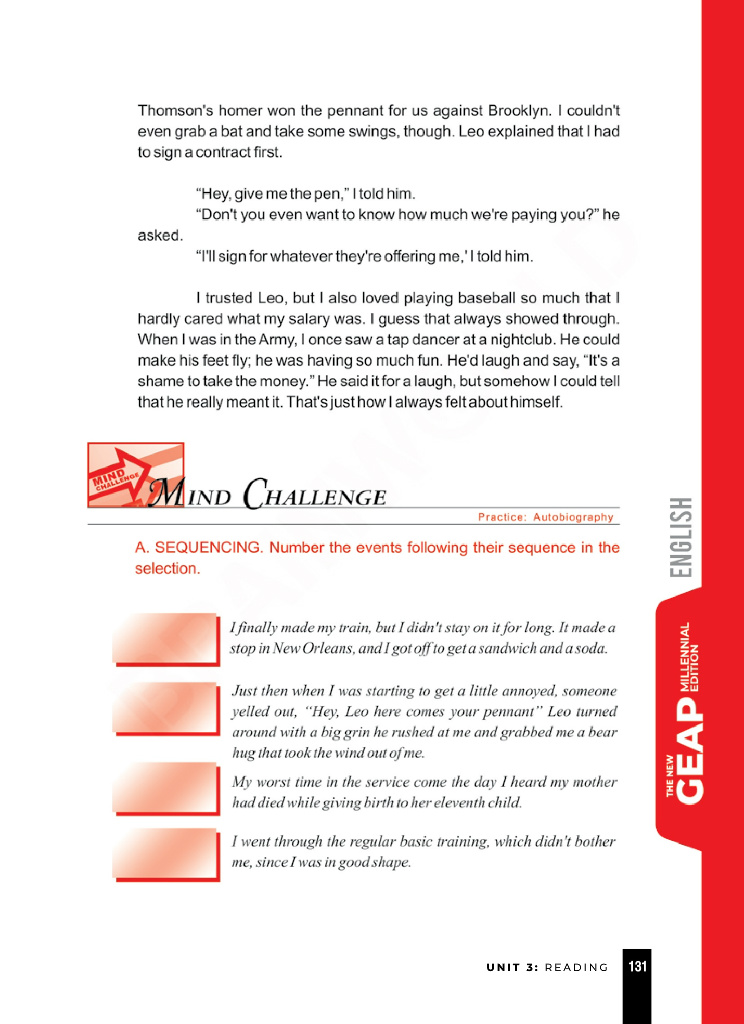 Thomson's homer won the pennant for us against Brooklyn. I couldn't
even grab a bat and take some swings, though. Leo explained that I had
to sign a contract first.
“Hey, give me the pen,” I told him.
“Don't you even want to know how much we're paying you?” he
asked.
“I'll sign for whatever they're offering me,' I told him.
I trusted Leo, but I also loved playing baseball so much that I
hardly cared what my salary was. I guess that always showed through.
When I was in the Army, I once saw a tap dancer at a nightclub. He could
make his feet fly; he was having so much fun. He'd laugh and say, “It's a
shame to take the money.” He said it for a laugh, but somehow I could tell
that he really meant it. That's just how I always felt about himself.
MIND
CHALLENGE
MIND CHALLENGE
Practice: Autobiography
A. SEQUENCING. Number the events following their sequence in the
selection.
I finally made my train, but I didn't stay on it for long. It made a
stop in New Orleans, and I got off to get a sandwich and a soda.
Just then when I was starting to get a little annoyed, someone
yelled out, “Hey, Leo here comes your pennant” Leo turned
around with a big grin he rushed at me and grabbed me a bear
hug that took the wind out of me.
My worst time in the service come the day I heard my mother
had died while giving birth to her eleventh child.
I went through the regular basic training, which didn't bother
me, since I was in good shape.
ENGLISH
THE NEW
GEAP
MILLENNIAL
EDITION
UNIT 3: READING
131